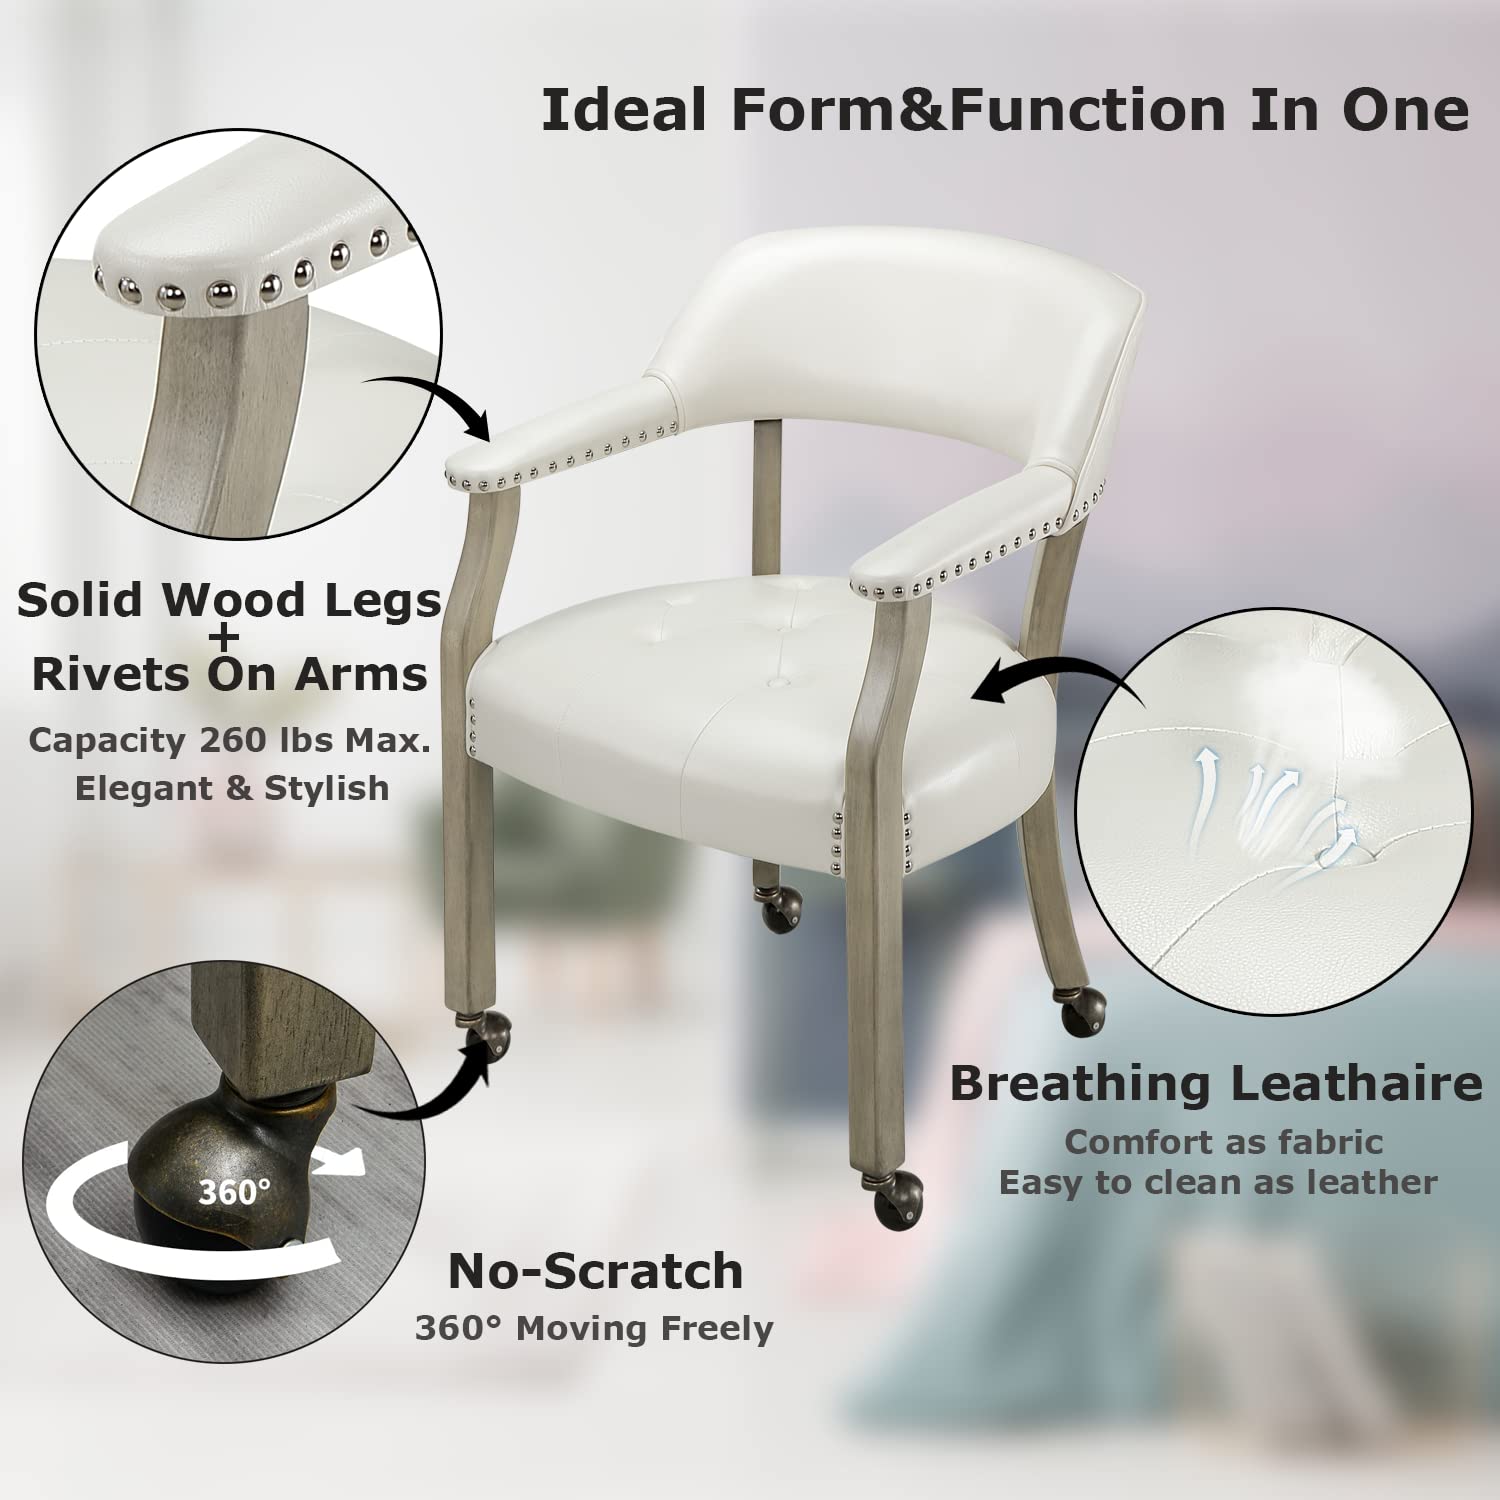 Ideal Form&Function In One
Solid Wood Legs
+
Rivets On Arms
Capacity 260 lbs Max.
Elegant & Stylish
Breathing Leathaire
Comfort as fabric
Easy to clean as leather
360°
No-Scratch
360° Moving Freely